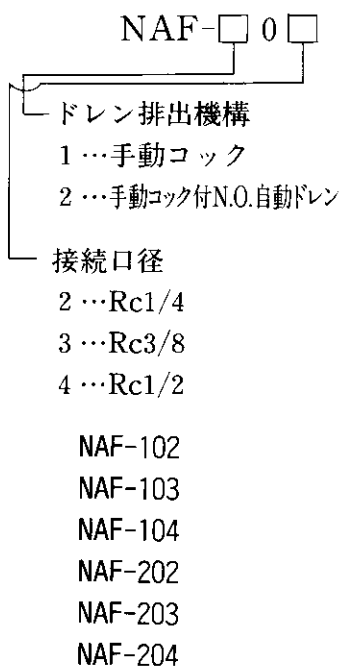 NAF-□ 0 □
ドレン排出機構
1 …手動コック
2 …手動コック付N.O.自動ドレン
接続口径
2 …Rc1/4
3 …Rc3/8
4 …Rc1/2
NAF-102
NAF-103
NAF-104
NAF-202
NAF-203
NAF-204